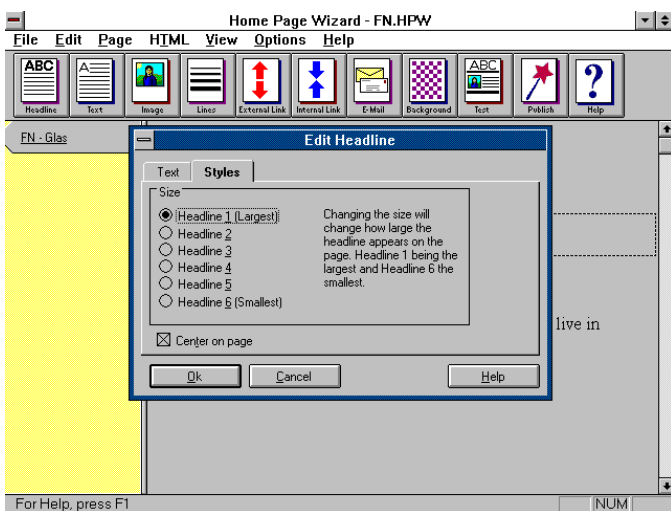 Home Page Wizard - FN.HPW
File Edit Page HTML View Options Help
ABC A ABC ?
Headline Text Image Lines External Link Internal Link E-Mail Background Test Publish Help
FN - Glas
Edit Headline
Text Styles
Size
Headline 1 (Largest)
Headline 2
Headline 3
Headline 4
Headline 5
Headline 6 (Smallest)
Changing the size will
change how large the
headline appears on the
page. Headline 1 being the
largest and Headline 6 the
smallest.
live in
Center on page
Ok Cancel Help
For Help, press F1 NUM